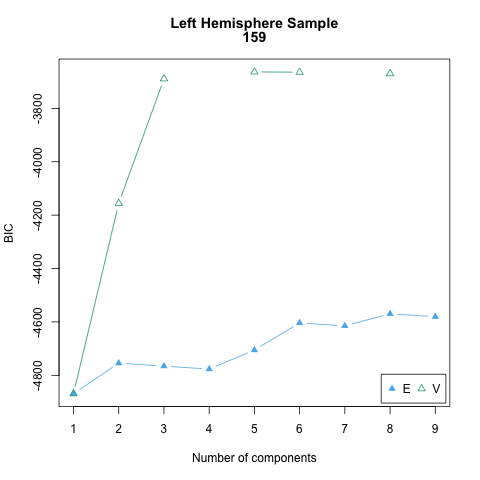 Left Hemisphere Sample
159
BIC
-3800
-4000
-4200
-4400
-4600
-4800
E V
1 2 3 4 5 6 7 8 9
Number of components